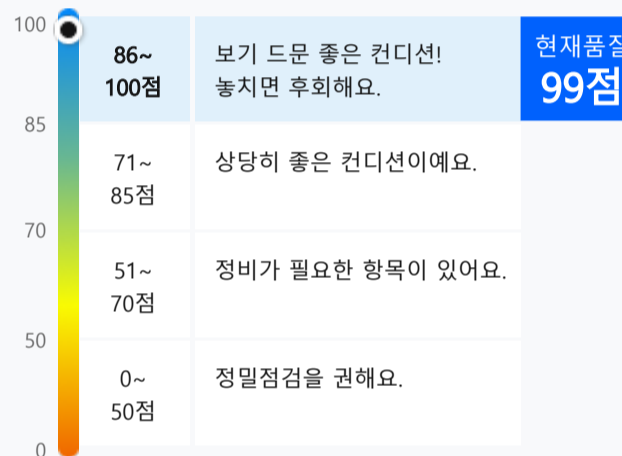 100
86~
100점
보기 드문 좋은 컨디션!
놓치면 후회해요.
현재품질
99점
85
71~
85점
상당히 좋은 컨디션이예요.
70
51~
70점
정비가 필요한 항목이 있어요.
50
0~
50점
정밀점검을 권해요.
0